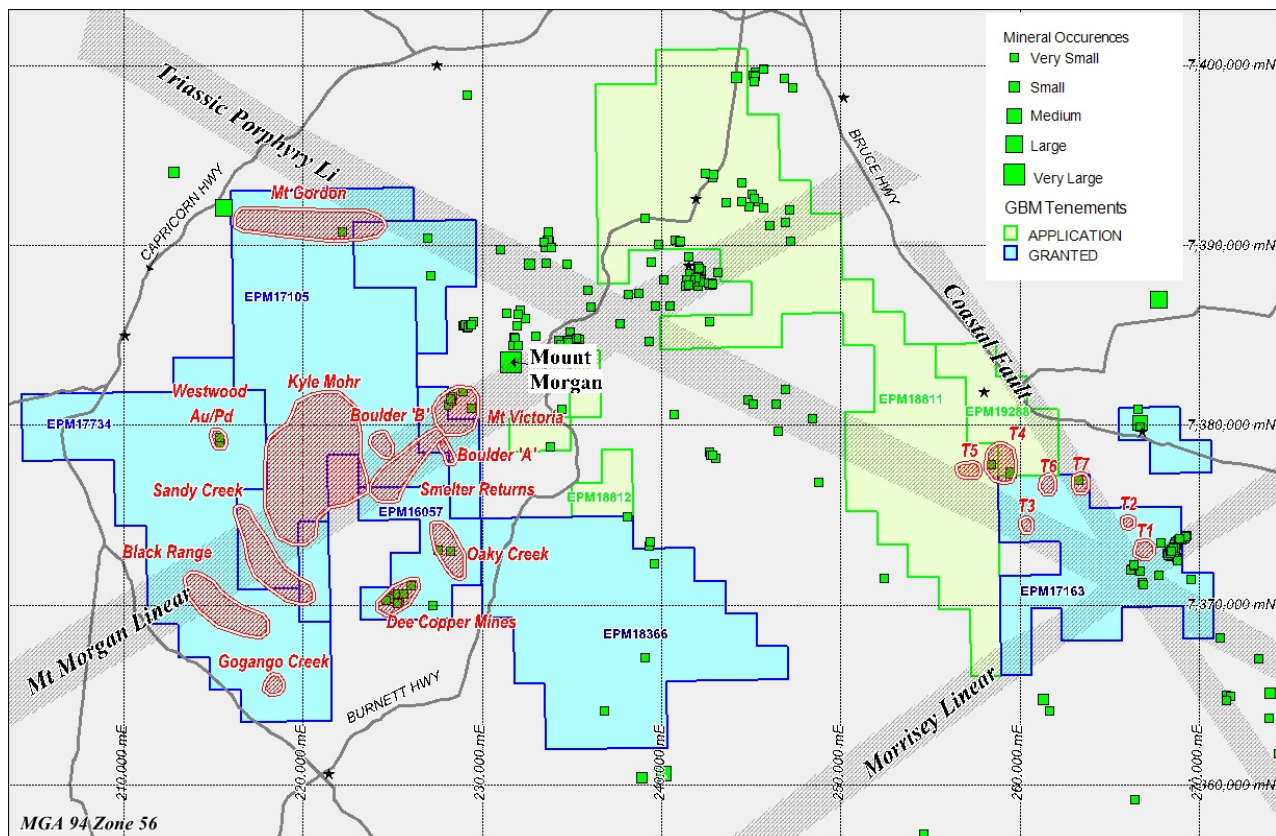 Mineral Occurences
Very Small
Small
Medium
Large
Very Large
GBM Tenements
APPLICATION
GRANTED
7,400,000 mN
Triassic Porphyry Li
BRUCE HWY
CAPRICORN HWY
Mt Gordon
7,390,000 mN
EPM17105
Coastal Fault
Mount
Morgan
Westwood
Au/Pd
Kyle Mohr
Boulder 'B'
Mt Victoria
EPM18811
EPM19288
EPM17734
7,380,000 mN
Boulder 'A'
T5
T4
T6
T7
Sandy Creek
Smelter Returns
EPM18812
EPM16057
T3
T2
T1
Black Range
Oaky Creek
Mt Morgan Linear
Dee Copper Mines
EPM17163
7,370,000 mN
EPM18366
Gogango Creek
BURNETT HWY
Morrisey Linear
210,000 mE
220,000 mE
230,000 mE
240,000 mE
250,000 mE
260,000 mE
270,000 mE
7,360,000 mN
MGA 94 Zone 56